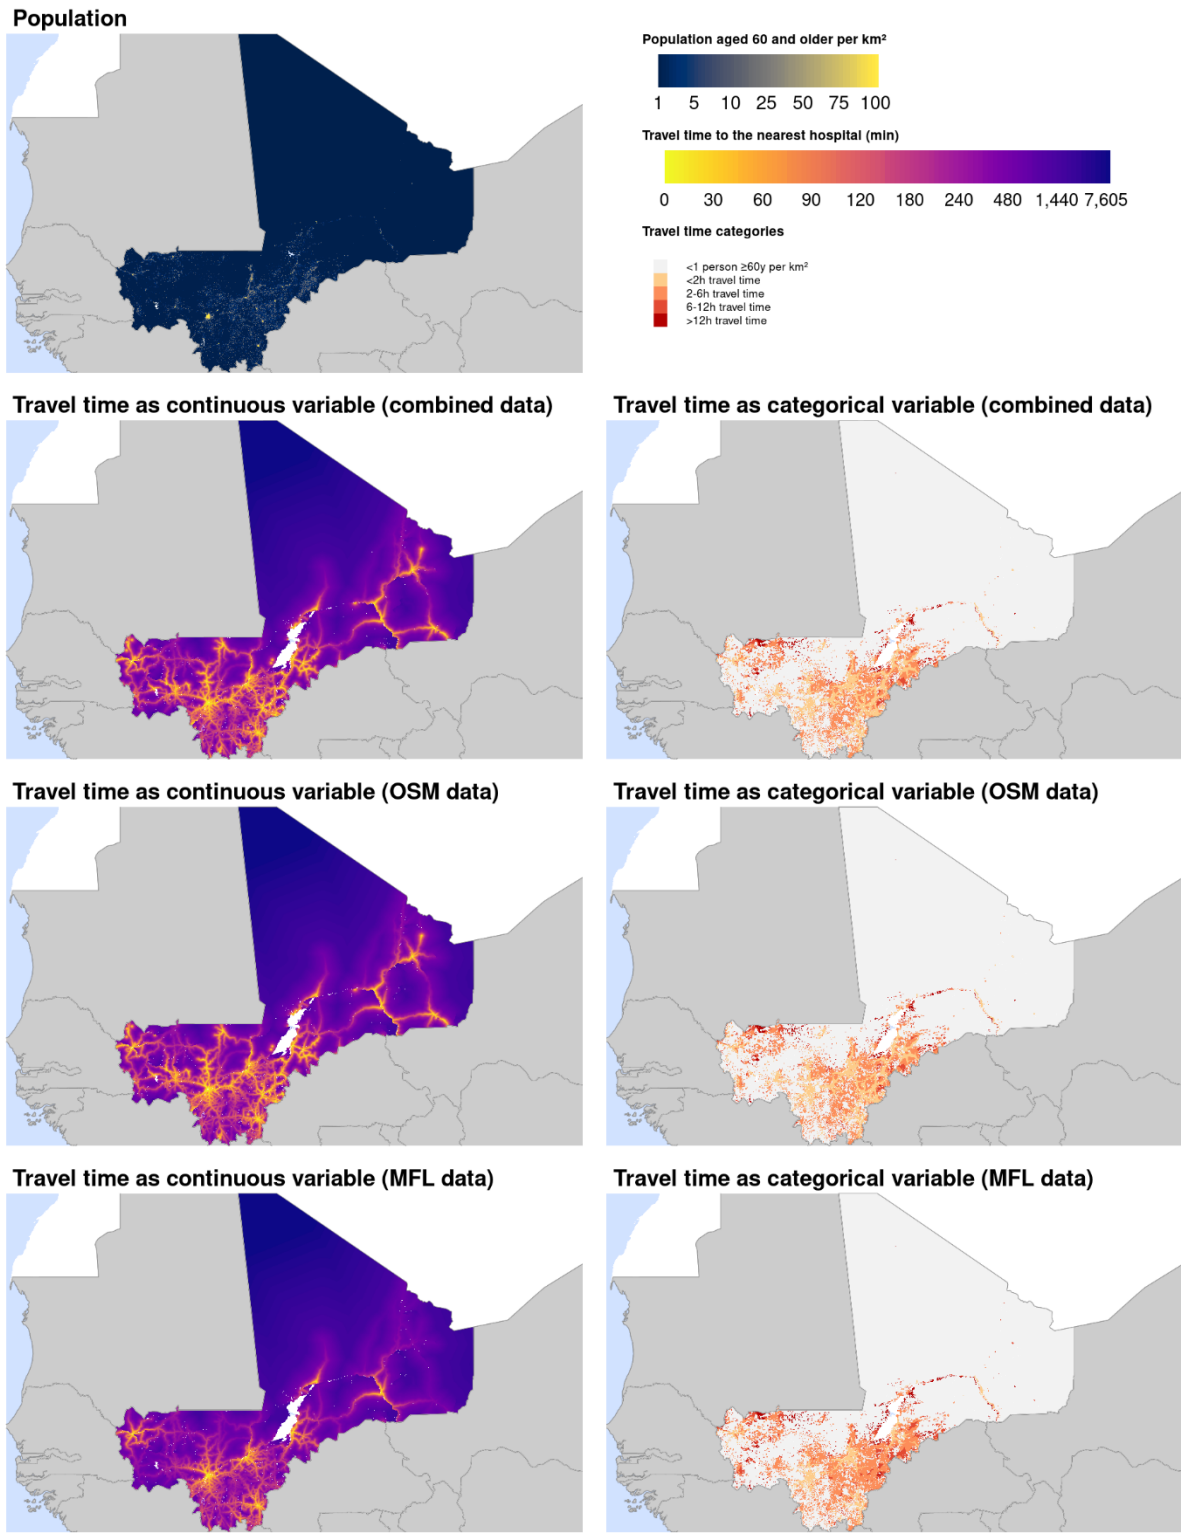 Population
Population aged 60 and older per km²
1 5 10 25 50 75 100
Travel time to the nearest hospital (min)
0 30 60 90 120 180 240 480 1,440 7,605
Travel time categories
<1 person ≥60y per km²
<2h travel time
2-6h travel time
6-12h travel time
>12h travel time
Travel time as continuous variable (combined data)
Travel time as categorical variable (combined data)
Travel time as continuous variable (OSM data)
Travel time as categorical variable (OSM data)
Travel time as continuous variable (MFL data)
Travel time as categorical variable (MFL data)